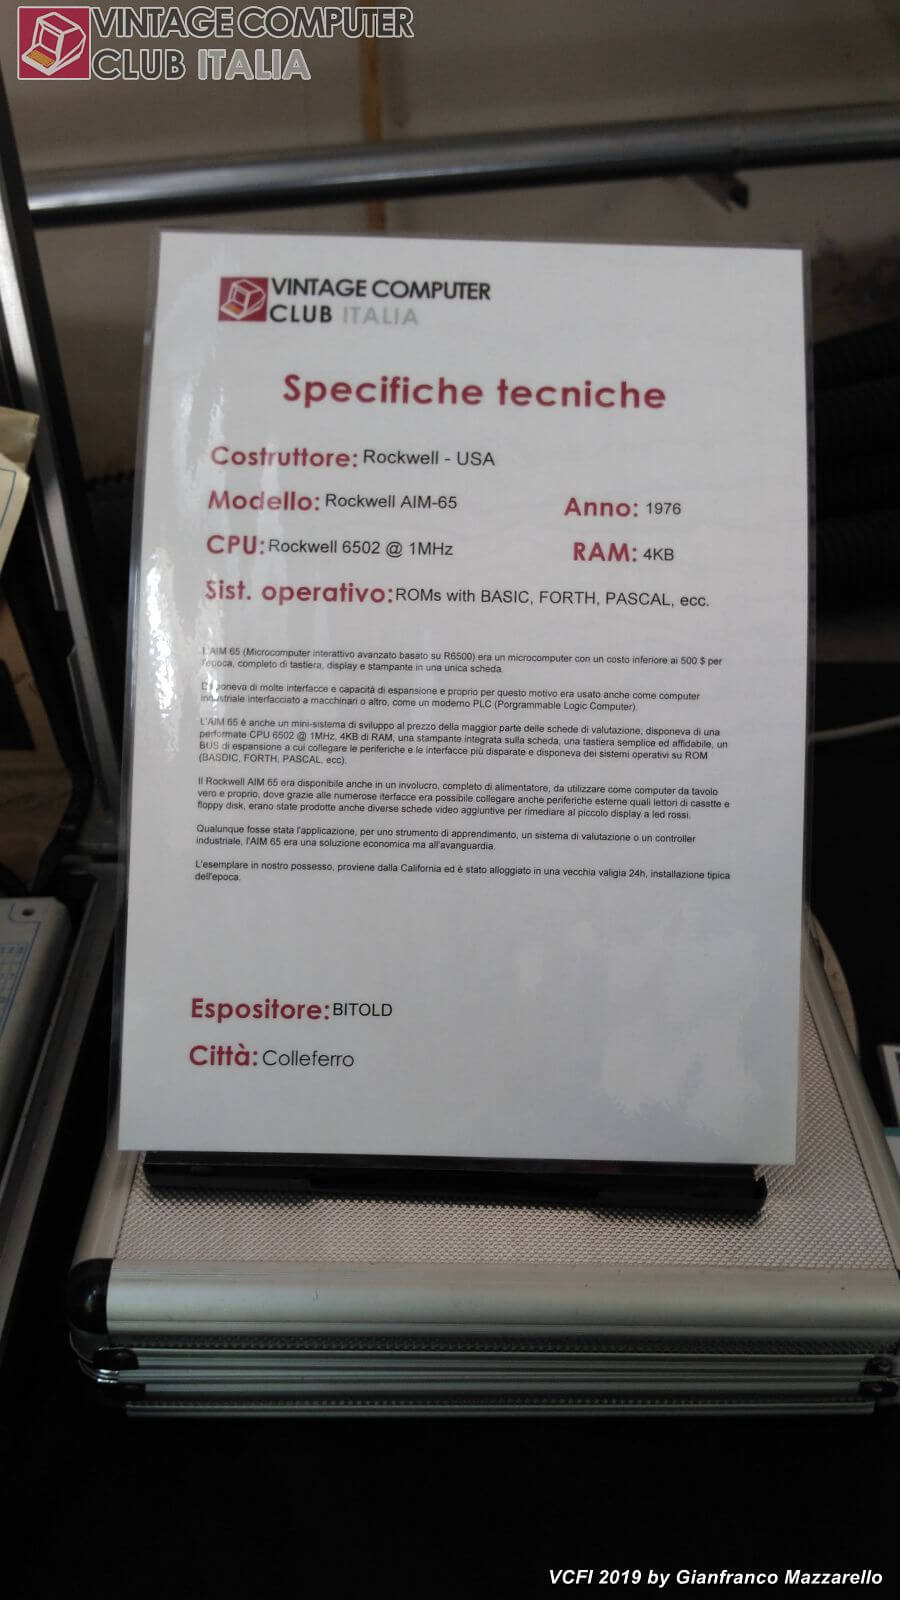 VINTAGE COMPUTER
CLUB ITALIA
VINTAGE COMPUTER
CLUB ITALIA
Specifiche tecniche
Costruttore: Rockwell - USA
Modello: Rockwell AIM-65 Anno: 1976
CPU: Rockwell 6502 @ 1MHz RAM: 4KB
Sist. operativo: ROMs with BASIC, FORTH, PASCAL, ecc.
L'AIM 65 (Microcomputer interattivo avanzato basato su R6500) era un microcomputer con un costo inferiore ai 500 $ per
l'epoca, completo di tastiera, display e stampante in una unica scheda.
Disponeva di molte interfacce e capacità di espansione e proprio per questo motivo era usato anche come computer
industriale interfacciato a macchinari o altro, come un moderno PLC (Porgrammable Logic Computer).
L'AIM 65 è anche un mini-sistema di sviluppo al prezzo della maggior parte delle schede di valutazione, disponeva di una
performate CPU 6502 @ 1MHz, 4KB di RAM, una stampante integrata sulla scheda, una tastiera semplice ed affidabile, un
BUS di espansione a cui collegare le periferiche e le interfacce più disparate e disponeva dei sistemi operativi su ROM
(BASDIC, FORTH, PASCAL, ecc).
Il Rockwell AIM 65 era disponibile anche in un involucro, completo di alimentatore, da utilizzare come computer da tavolo
vero e proprio, dove grazie alle numerose iterfacce era possibile collegare anche periferiche esterne quali lettori di casstte e
floppy disk, erano state prodotte anche diverse schede video aggiuntive per rimediare al piccolo display a led rossi.
Qualunque fosse stata l'applicazione, per uno strumento di apprendimento, un sistema di valutazione o un controller
industriale, l'AIM 65 era una soluzione economica ma all'avanguardia.
L'esemplare in nostro possesso, proviene dalla California ed è stato alloggiato in una vecchia valigia 24h, installazione tipica
dell'epoca.
Espositore: BITOLD
Città: Colleferro
VCFI 2019 by Gianfranco Mazzarello